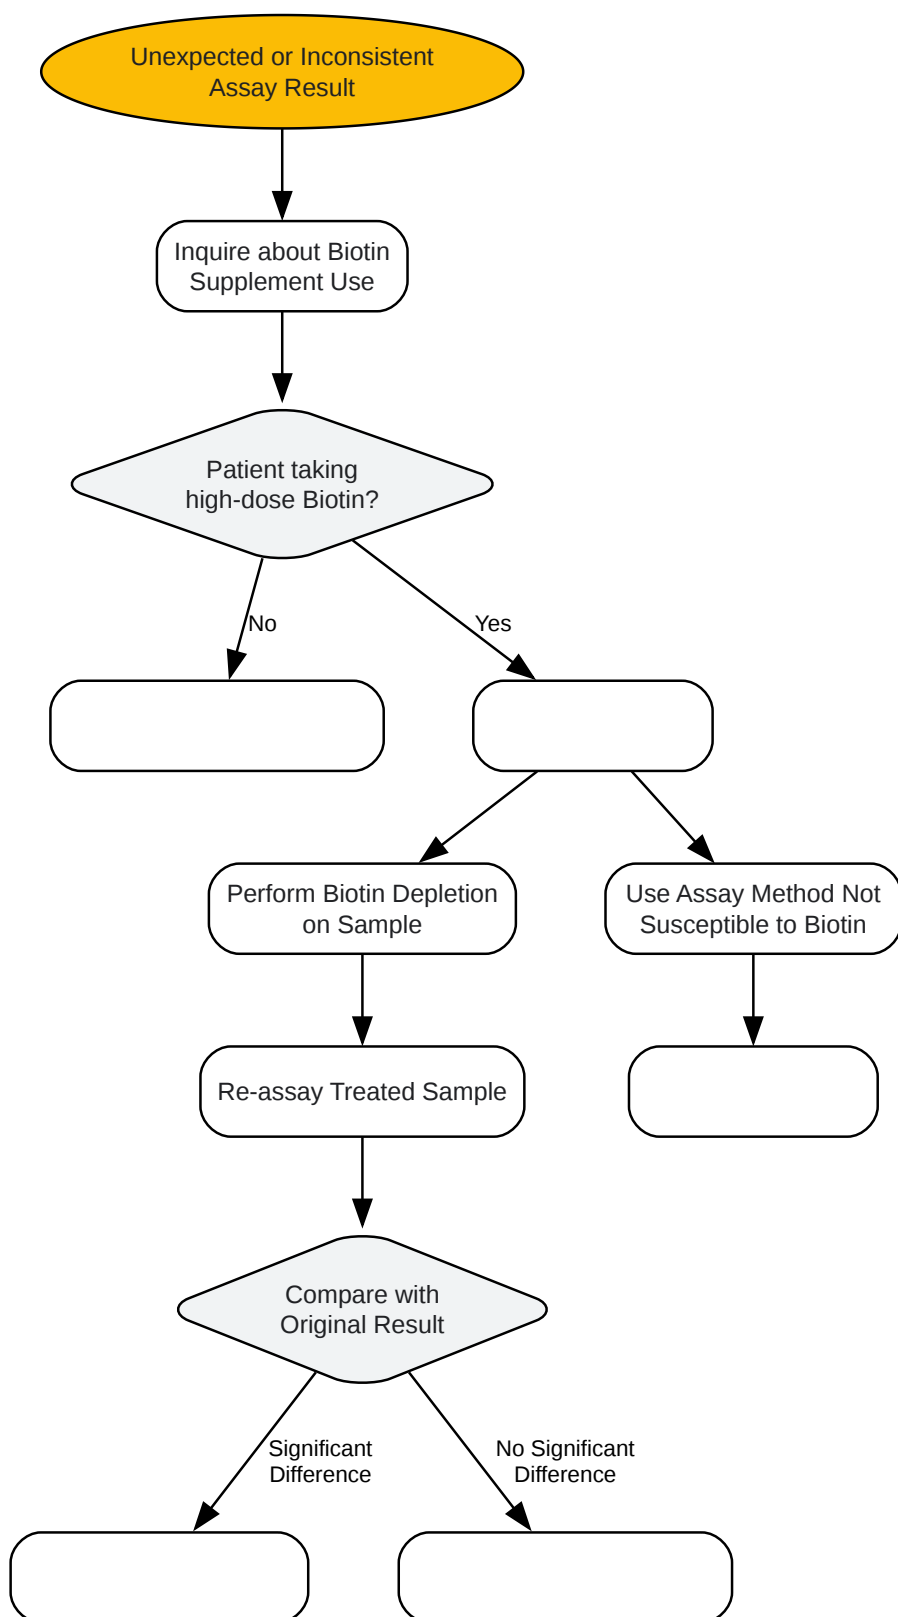 Unexpected or Inconsistent
Assay Result
Inquire about Biotin
Supplement Use
Patient taking
high-dose Biotin?
No
Yes
Perform Biotin Depletion
on Sample
Use Assay Method Not
Susceptible to Biotin
Re-assay Treated Sample
Compare with
Original Result
Significant
Difference
No Significant
Difference